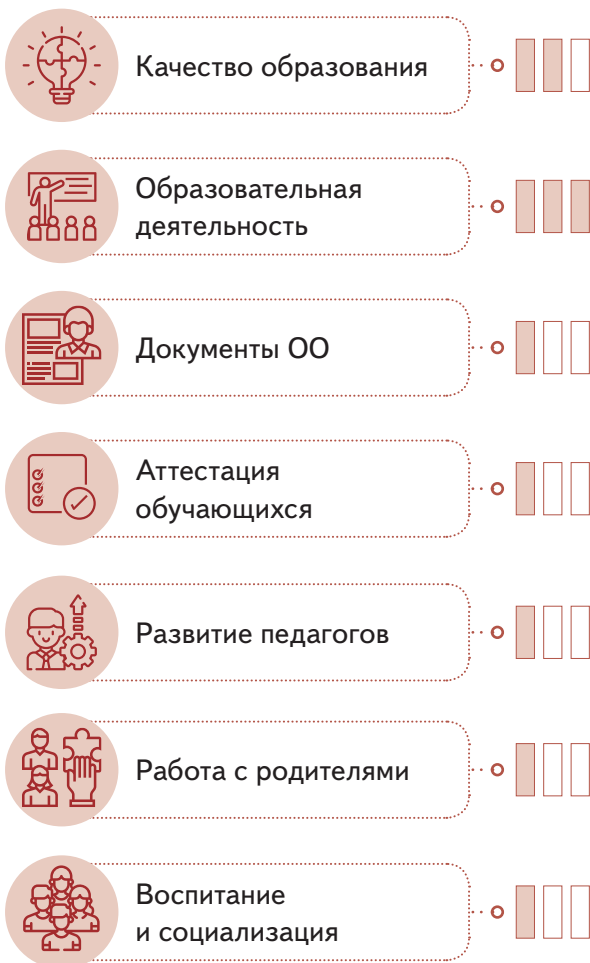 Качество образования
Образовательная
деятельность
Документы ОО
Аттестация
обучающихся
Развитие педагогов
Работа с родителями
Воспитание
и социализация